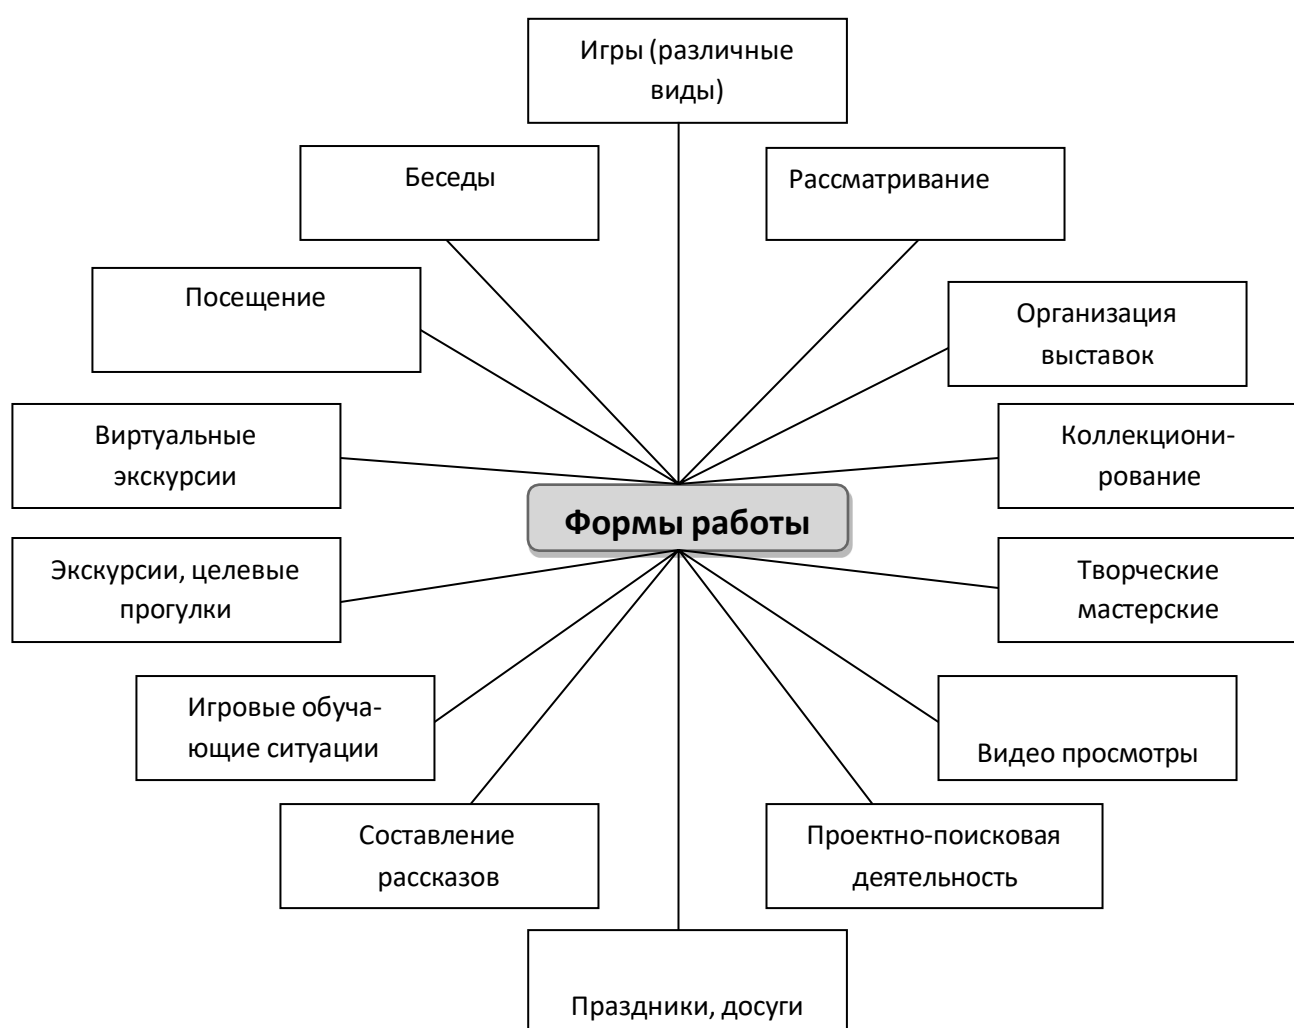 Игры (различные
виды)
Беседы
Рассматривание
Посещение
Организация
выставок
Виртуальные
экскурсии
Коллекциони-
рование
Формы работы
Экскурсии, целевые
прогулки
Творческие
мастерские
Игровые обуча-
ющие ситуации
Видео просмотры
Составление
рассказов
Проектно-поисковая
деятельность
Праздники, досуги